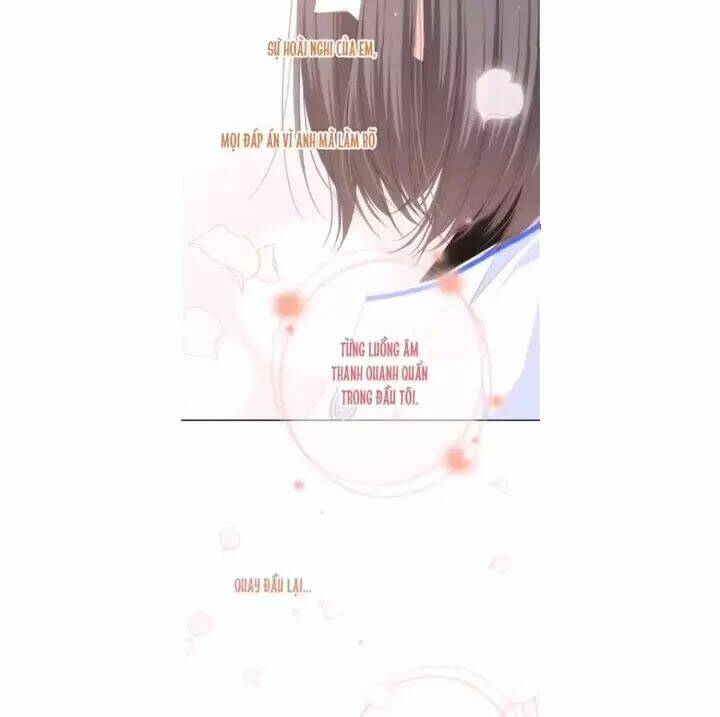 SỰ HOÀI NGHI CỦA EM,
MỌI ĐÁP ÁN VÌ ANH MÀ LÀM RÕ
TỪNG LUỒNG ÂM
THANH QUANH QUẨN
TRONG ĐẦU TÔI.
QUAY ĐẦU LẠI...